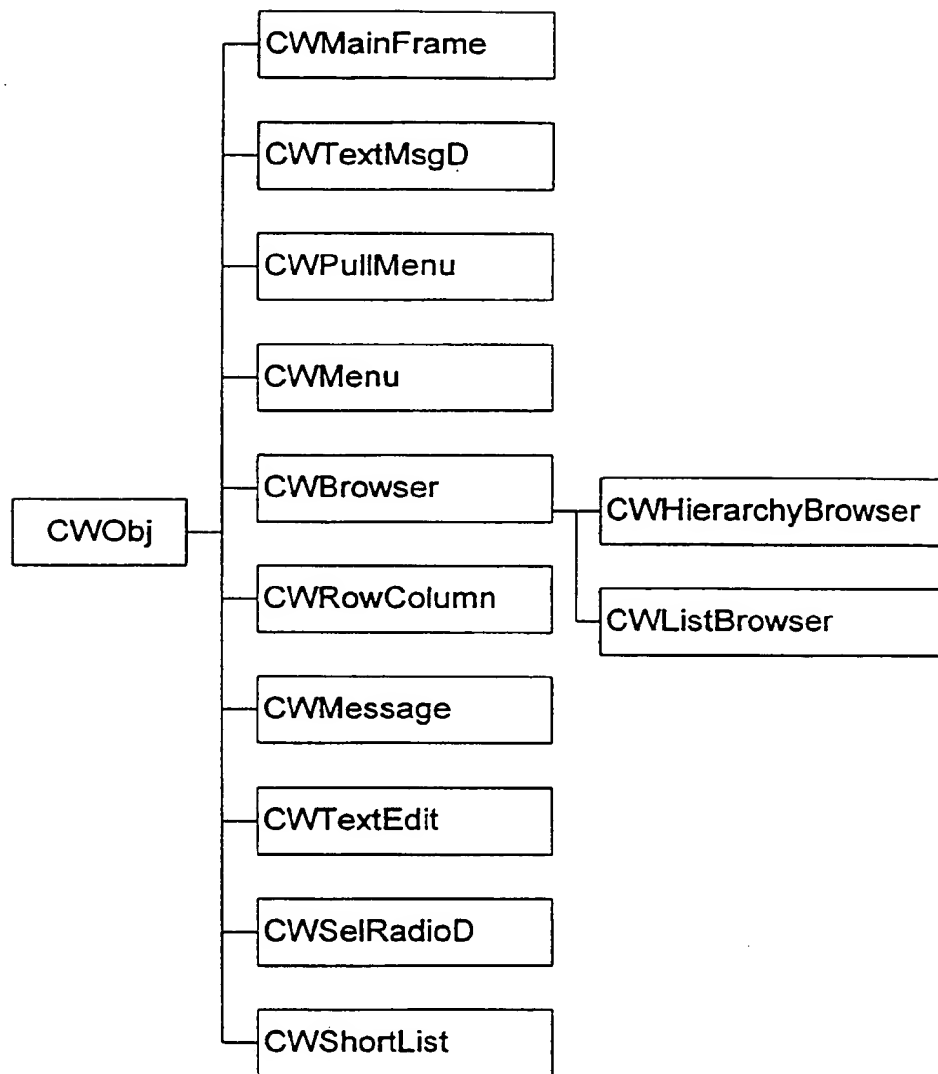 CWMainFrame
CWTextMsgD
CWPullMenu
CWMenu
CWBrowser
CWHierarchyBrowser
CWObj
CWRowColumn
CWListBrowser
CWMessage
CWTextEdit
CWSelRadioD
CWShortList